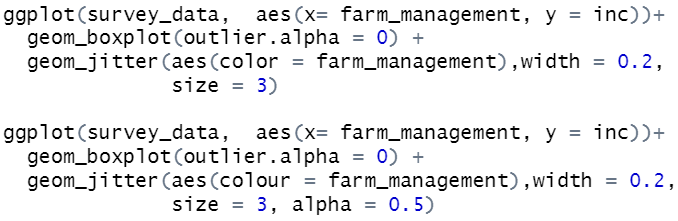 ggplot(survey_data,  aes(x= farm_management, y = inc))+
  geom_boxplot(outlier.alpha = 0) +
  geom_jitter(aes(color = farm_management),width = 0.2,
              size = 3)

ggplot(survey_data,  aes(x= farm_management, y = inc))+
  geom_boxplot(outlier.alpha = 0) +
  geom_jitter(aes(colour = farm_management),width = 0.2,
              size = 3, alpha = 0.5)